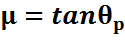 μ = tanθₚ